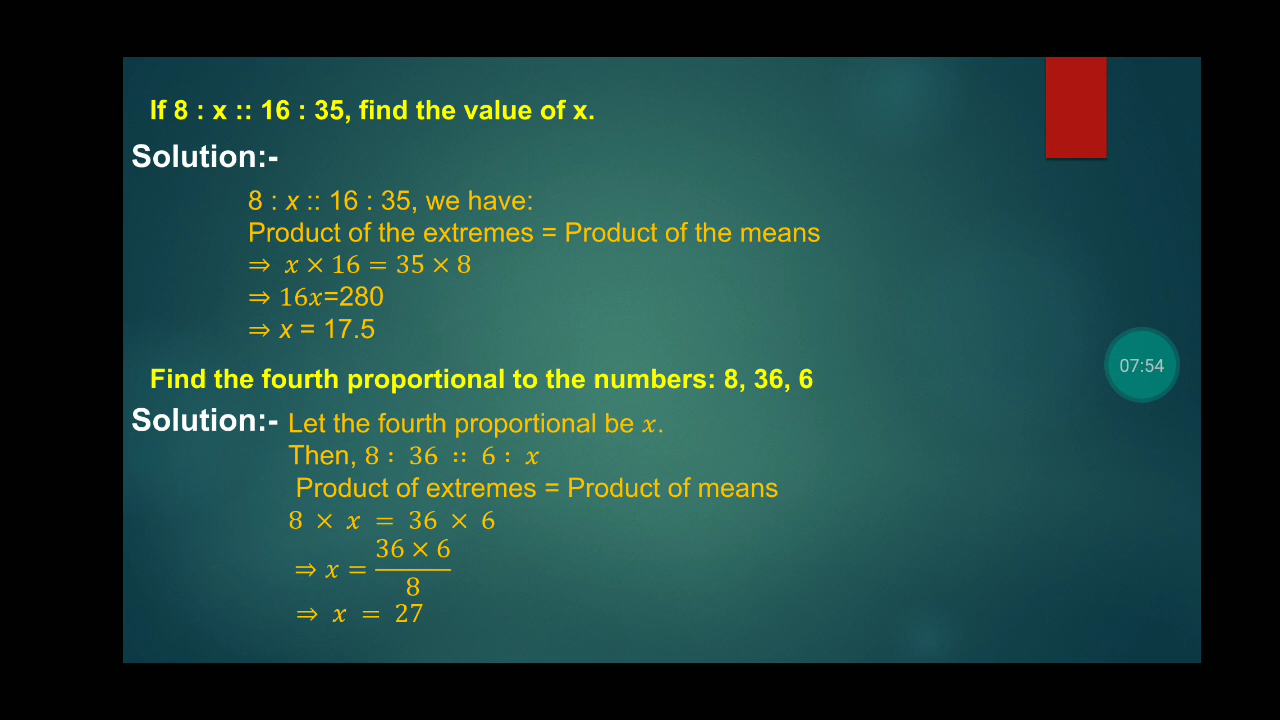 If 8 : x :: 16 : 35, find the value of x.
Solution:-
8 : x :: 16 : 35, we have:
Product of the extremes = Product of the means
⇒ x × 16 = 35 × 8
⇒ 16x=280
⇒ x = 17.5
07:54
Find the fourth proportional to the numbers: 8, 36, 6
Solution:- Let the fourth proportional be x.
Then, 8 : 36 :: 6 : x
Product of extremes = Product of means
8 × x = 36 × 6
⇒ x = 36 × 6 / 8
⇒ x = 27